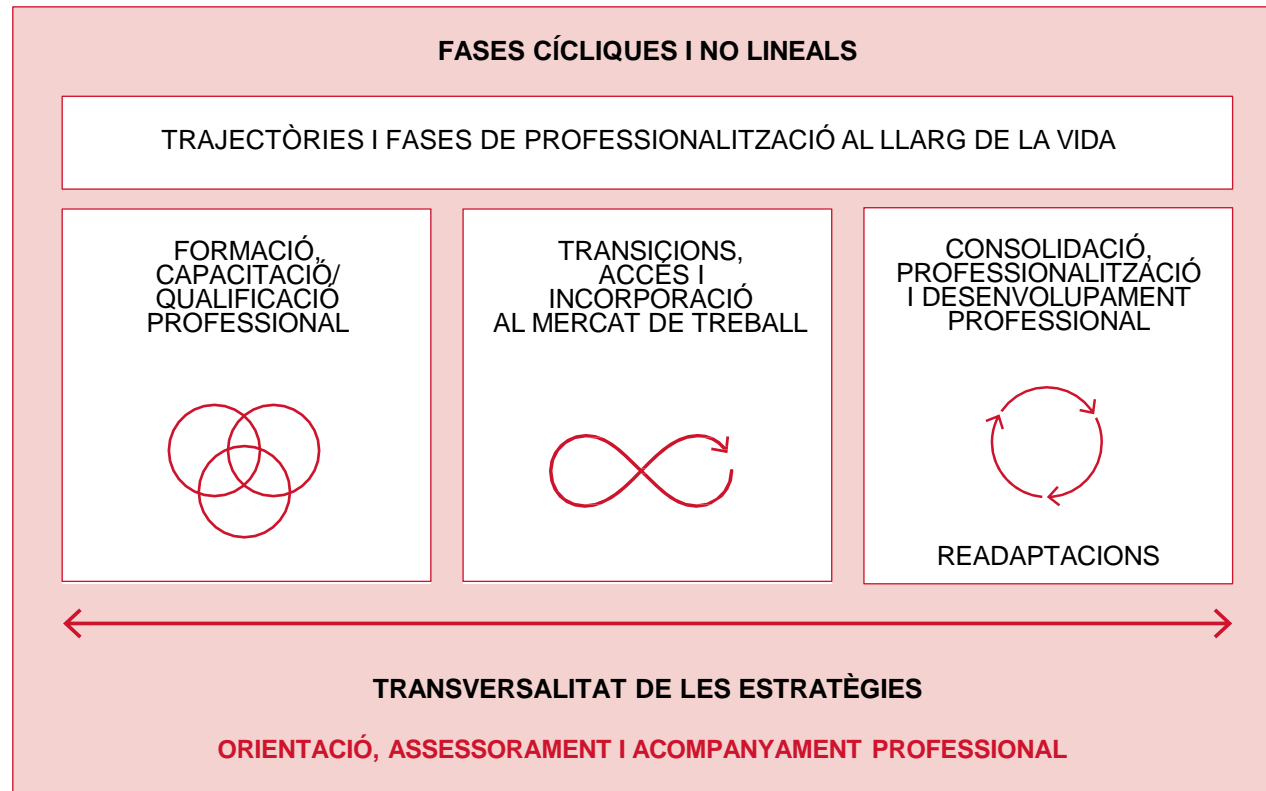 FASES CÍCLIQUES I NO LINEALS
TRAJECTÒRIES I FASES DE PROFESSIONALITZACIÓ AL LLARG DE LA VIDA
FORMACIÓ,
CAPACITACIÓ/
QUALIFICACIÓ
PROFESSIONAL
TRANSICIONS,
ACCÉS I
INCORPORACIÓ
AL MERCAT DE TREBALL
CONSOLIDACIÓ,
PROFESSIONALITZACIÓ
I DESENVOLUPAMENT
PROFESSIONAL
READAPTACIONS
TRANSVERSALITAT DE LES ESTRATÈGIES
ORIENTACIÓ, ASSESSORAMENT I ACOMPANYAMENT PROFESSIONAL